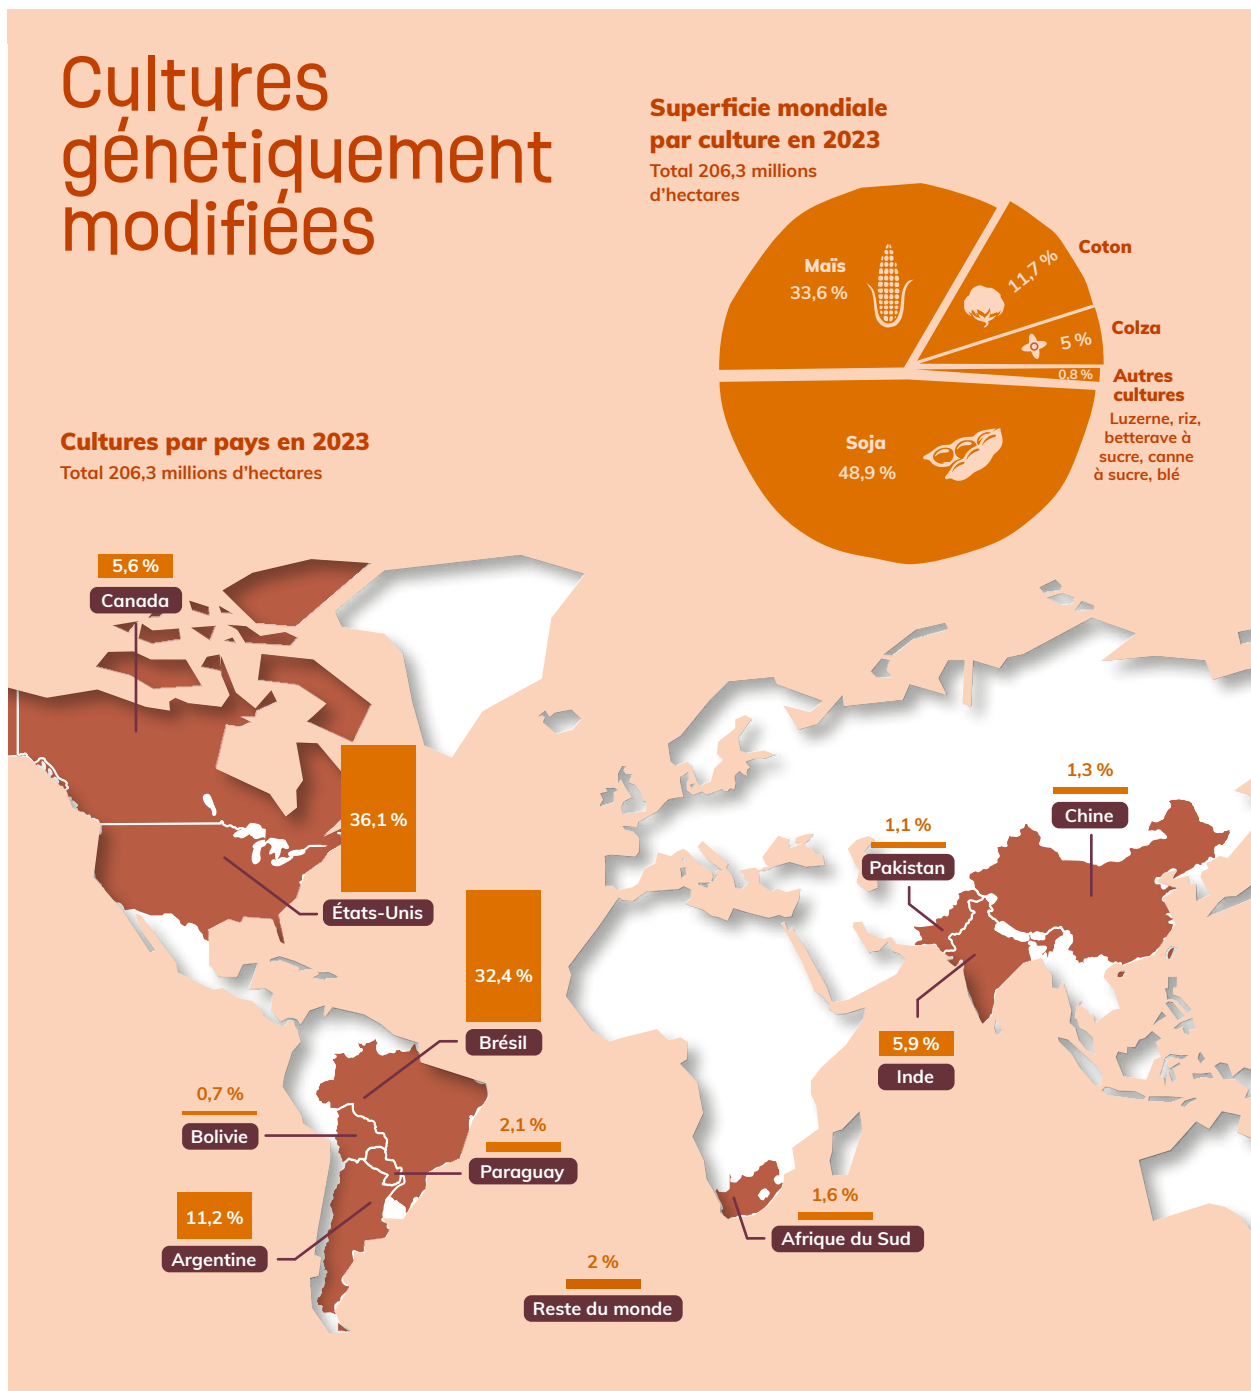 Cultures
génétiquement
modifiées
Superficie mondiale
par culture en 2023
Total 206,3 millions
d’hectares
Maïs
33,6 %
Coton
11,7 %
Colza
5 %
0,8 %
Autres
cultures
Luzerne, riz,
betterave à
sucre, canne
à sucre, blé
Soja
48,9 %
Cultures par pays en 2023
Total 206,3 millions d’hectares
5,6 %
Canada
36,1 %
États-Unis
32,4 %
Brésil
0,7 %
Bolivie
2,1 %
Paraguay
11,2 %
Argentine
1,3 %
Chine
1,1 %
Pakistan
5,9 %
Inde
1,6 %
Afrique du Sud
2 %
Reste du monde